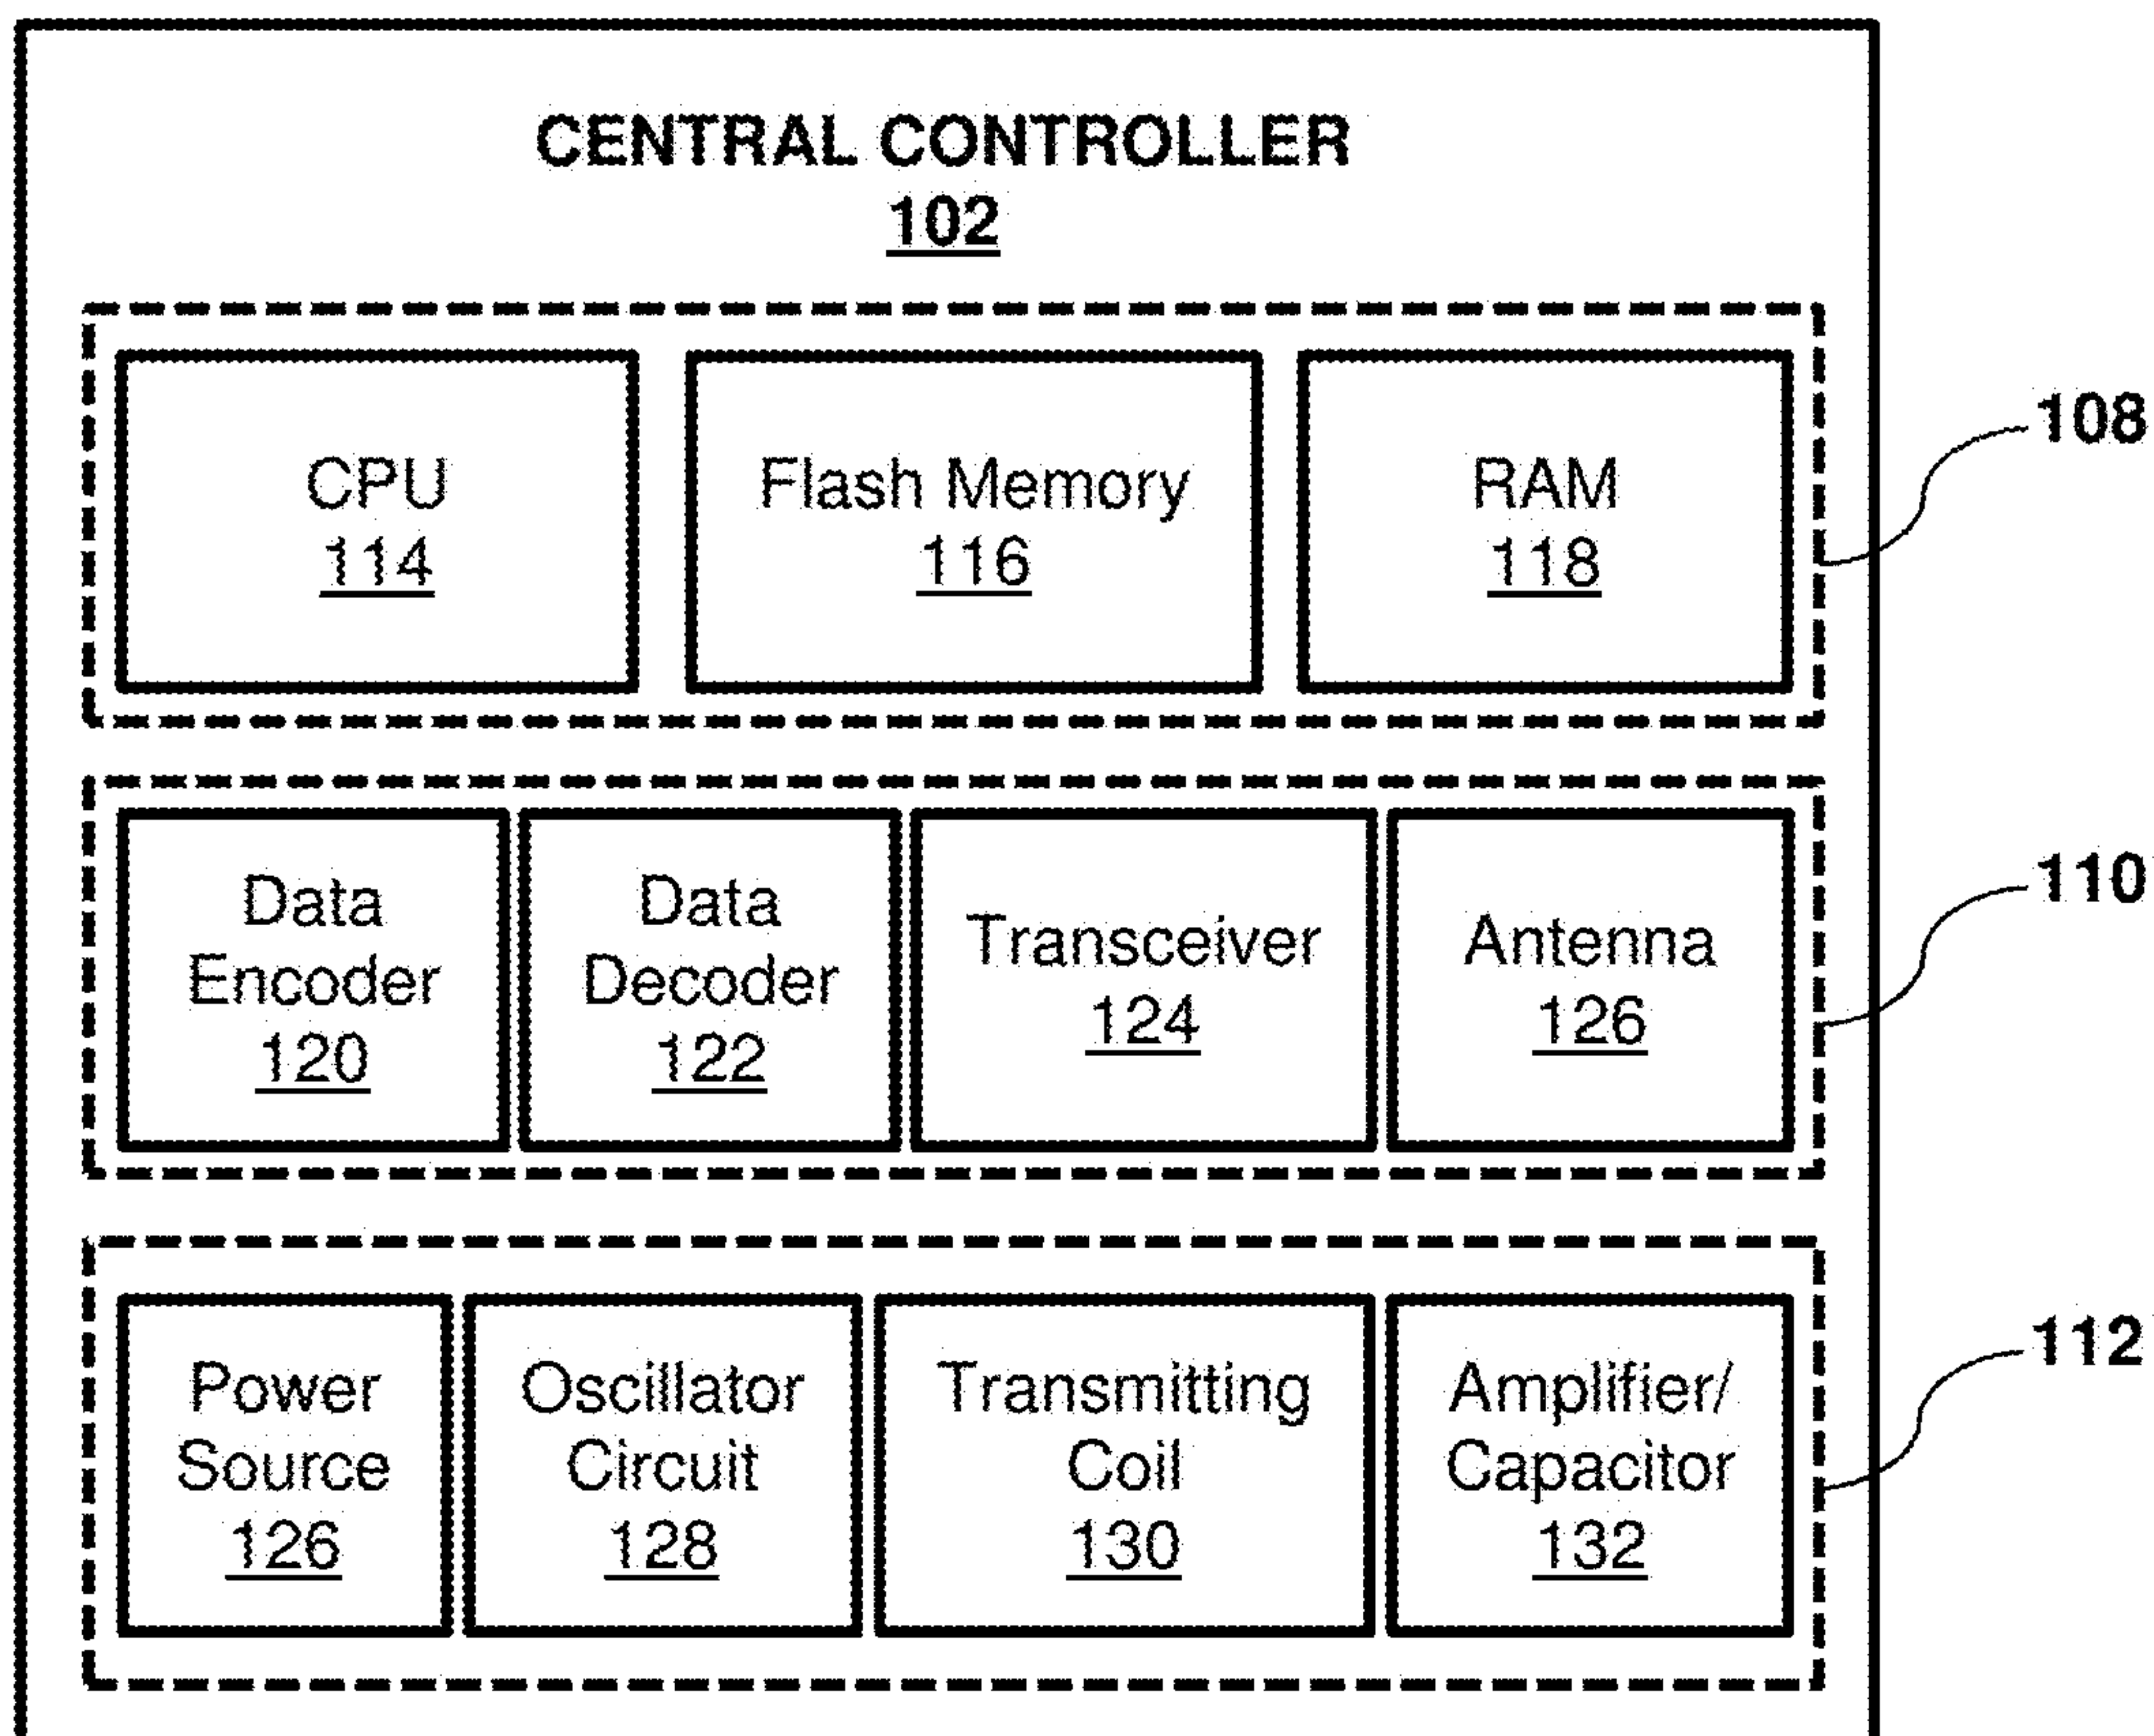 CENTRAL CONTROLLER
102
CPU
114
Flash Memory
116
RAM
118
108
Data
Encoder
120
Data
Decoder
122
Transceiver
124
Antenna
126
110
Power
Source
126
Oscillator
Circuit
128
Transmitting
Coil
130
Amplifier/
Capacitor
132
112